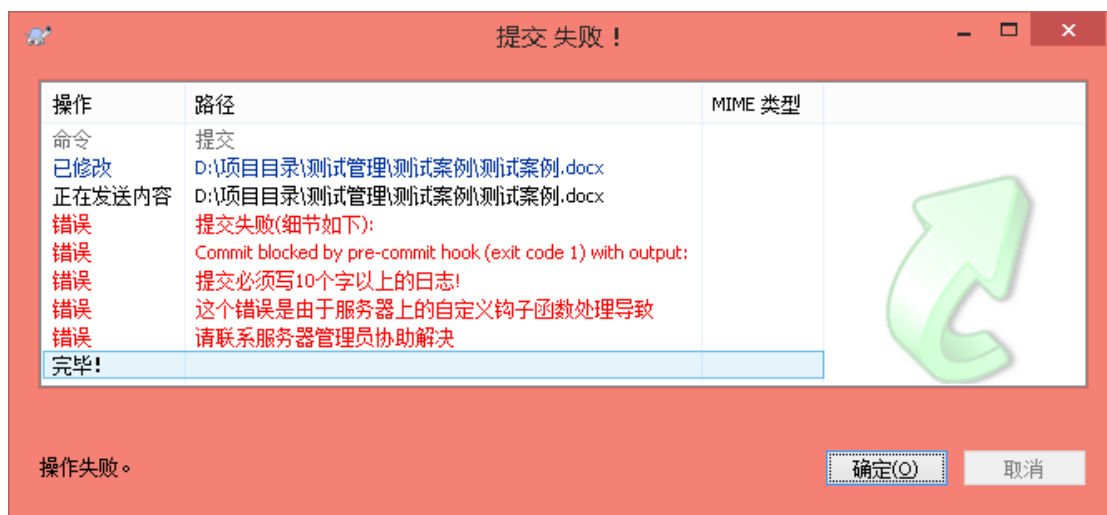 提交 失败！
操作 路径 MIME 类型
命令 提交
已修改 D:\项目目录\测试管理\测试案例\测试案例.docx
正在发送内容 D:\项目目录\测试管理\测试案例\测试案例.docx
错误 提交失败(细节如下):
错误 Commit blocked by pre-commit hook (exit code 1) with output:
错误 提交必须写10个字以上的日志!
错误 这个错误是由于服务器上的自定义钩子函数处理导致
错误 请联系服务器管理员协助解决
完毕!
操作失败。
确定(O) 取消